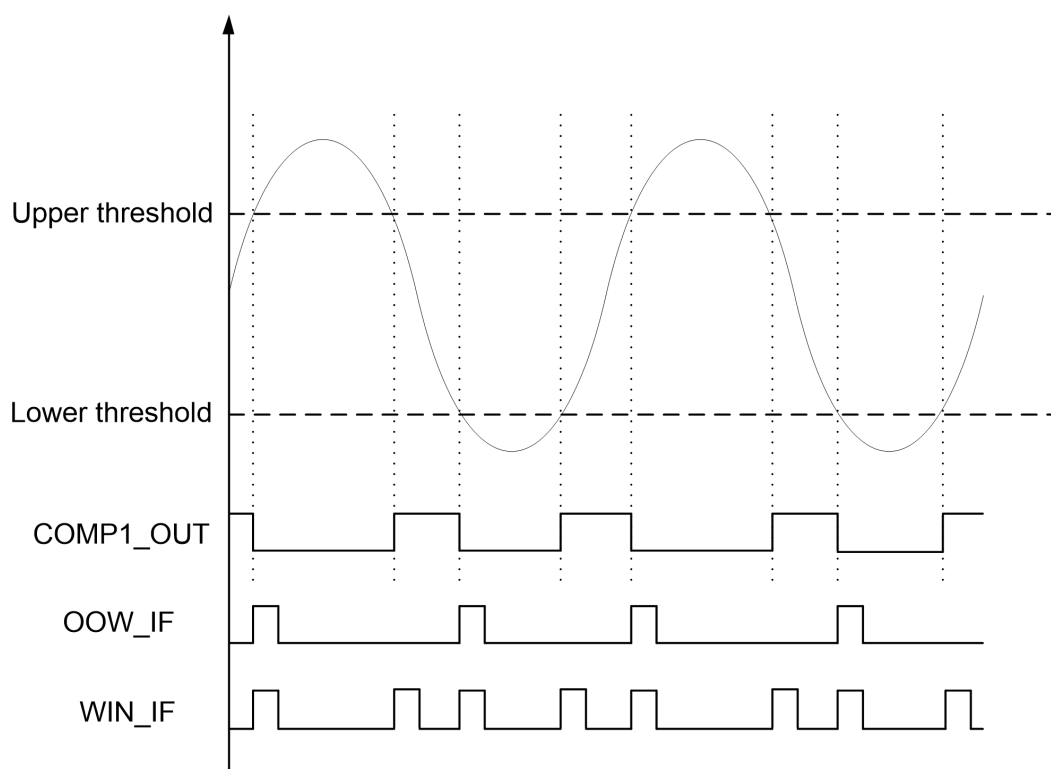 Upper threshold
Lower threshold
COMP1_OUT
OOW_IF
WIN_IF